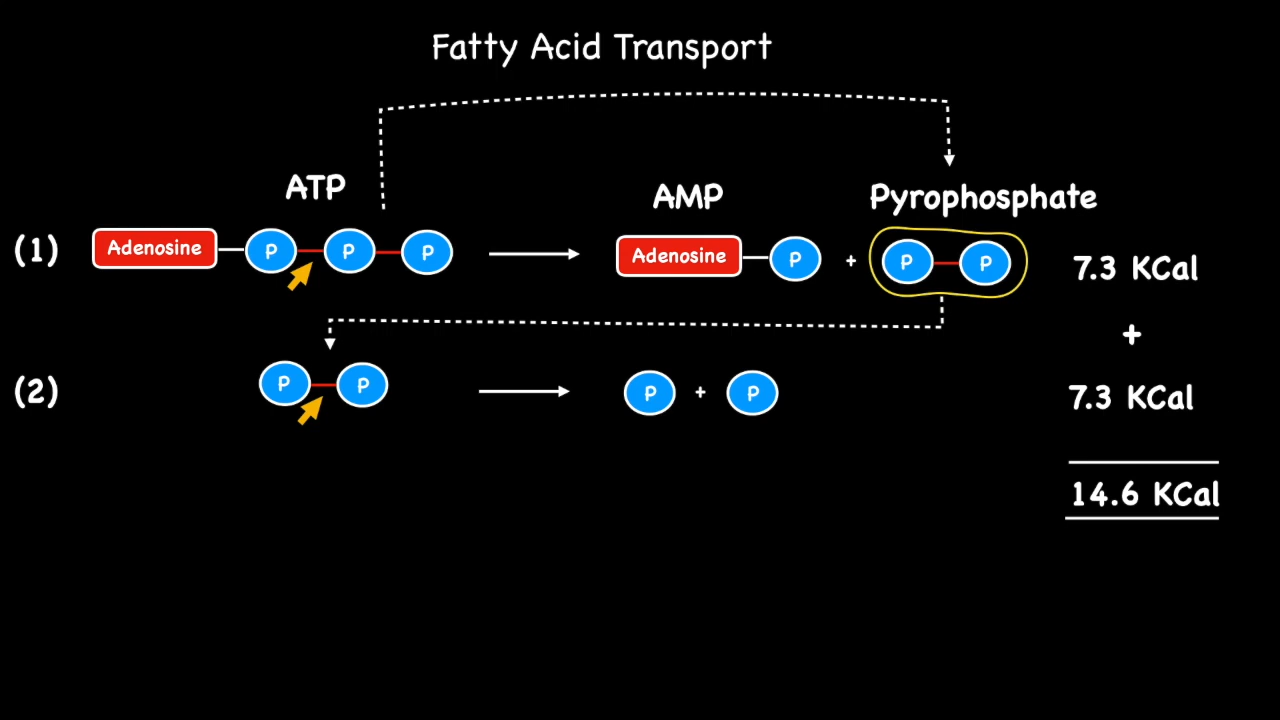 Fatty Acid Transport
ATP AMP Pyrophosphate
(1) Adenosine P P P Adenosine P + P P 7.3 KCal
+
(2) P P P + P 7.3 KCal
14.6 KCal